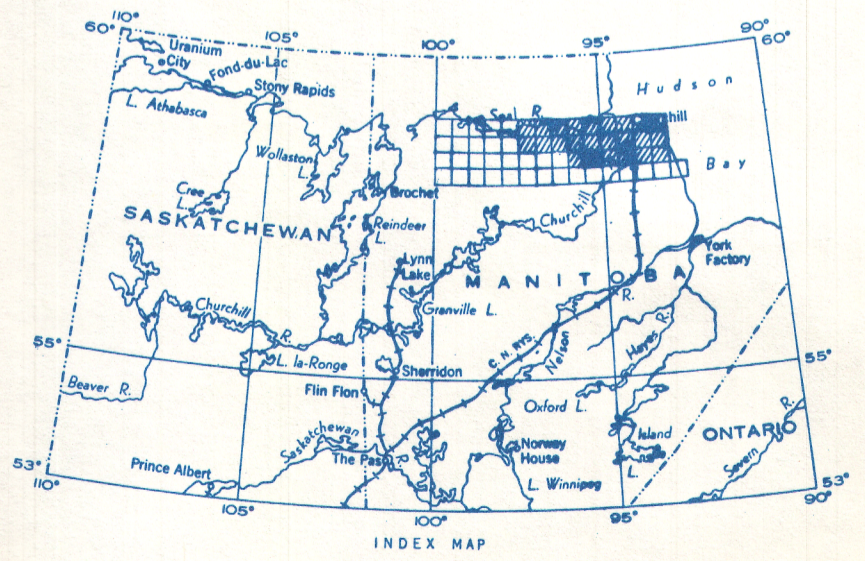 110°
60°
105°
100°
95°
90°
60°
Uranium
City
Fond-du-Lac
Stony Rapids
L. Athabasca
Hudson
R.
hill
Wollaston
L.
Bay
Cree
L.
Brochet
SASKATCHEWAN
Reindeer
L.
Churchill
York
Factory
Lynn
Lake
MANITOBA
R.
Churchill
R.
Granville L.
C. N. RYS.
Nelson
Hayes
R.
55°
L. la-Ronge
Sherridon
55°
Beaver R.
Flin Flon
Oxford L.
R.
Saskatchewan
Island
L.
ONTARIO
Norway
House
Prince Albert
The Pas
R.
Severn
L. Winnipeg
53°
110°
105°
100°
95°
53°
90°
INDEX MAP